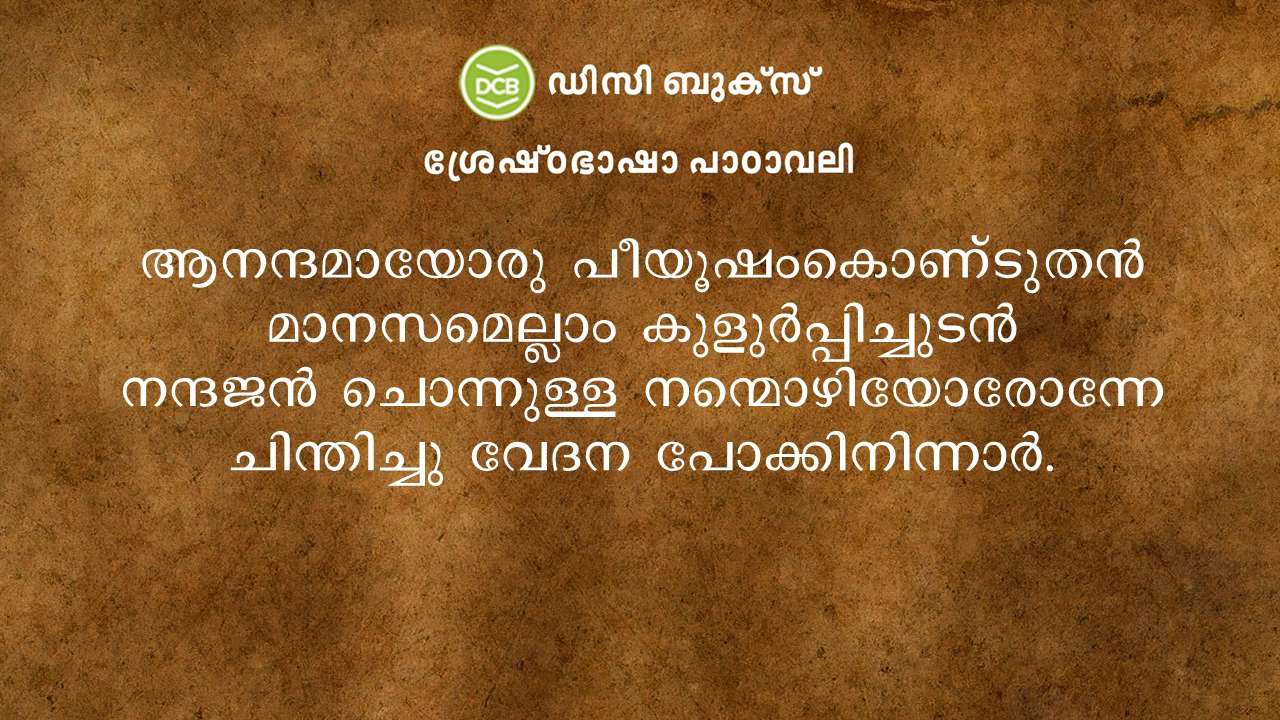 DCB ഡിസി ബുക്സ്
ശ്രേഷ്ഠഭാഷാ പാഠാവലി
ആനന്ദമായോരു പീയൂഷംകൊണ്ടുതൻ
മാനസമെല്ലാം കുളുർപ്പിച്ചുടൻ
നന്ദജൻ ചൊന്നുള്ള നന്മൊഴിയോരോന്നേ
ചിന്തിച്ചു വേദന പോക്കിനിന്നാർ.